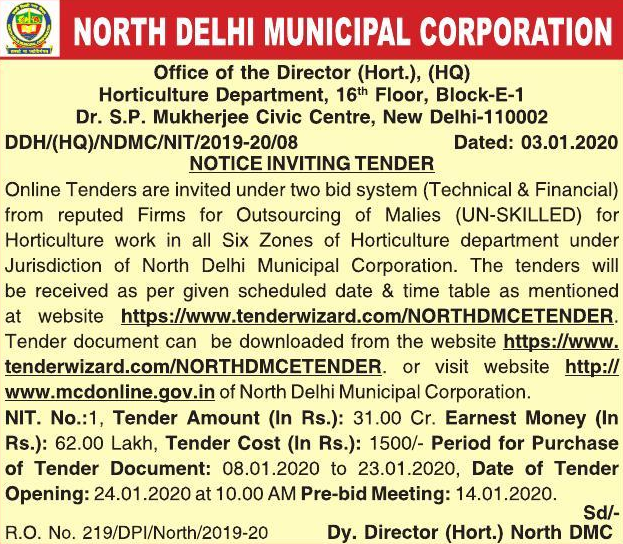 NORTH DELHI MUNICIPAL CORPORATION
Office of the Director (Hort.), (HQ)
Horticulture Department, 16th Floor, Block-E-1
Dr. S.P. Mukherjee Civic Centre, New Delhi-110002
DDH/(HQ)/NDMC/NIT/2019-20/08 Dated: 03.01.2020
NOTICE INVITING TENDER
Online Tenders are invited under two bid system (Technical & Financial)
from reputed Firms for Outsourcing of Malies (UN-SKILLED) for
Horticulture work in all Six Zones of Horticulture department under
Jurisdiction of North Delhi Municipal Corporation. The tenders will
be received as per given scheduled date & time table as mentioned
at website https://www.tenderwizard.com/NORTHDMCETENDER.
Tender document can be downloaded from the website https://www.
tenderwizard.com/NORTHDMCETENDER. or visit website http://
www.mcdonline.gov.in of North Delhi Municipal Corporation.
NIT. No.:1, Tender Amount (In Rs.): 31.00 Cr. Earnest Money (In
Rs.): 62.00 Lakh, Tender Cost (In Rs.): 1500/- Period for Purchase
of Tender Document: 08.01.2020 to 23.01.2020, Date of Tender
Opening: 24.01.2020 at 10.00 AM Pre-bid Meeting: 14.01.2020.
Sd/-
R.O. No. 219/DPI/North/2019-20 Dy. Director (Hort.) North DMC